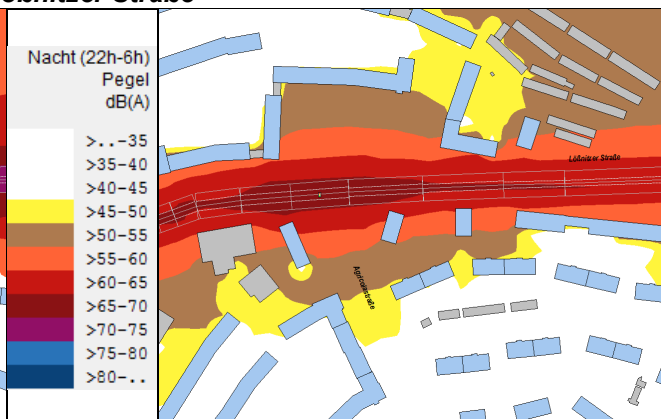 Nacht (22h-6h)
Pegel
dB(A)
>..-35
>35-40
>40-45
>45-50
>50-55
>55-60
>60-65
>65-70
>70-75
>75-80
>80-..
Lößnitzer Straße
Agricolastraße